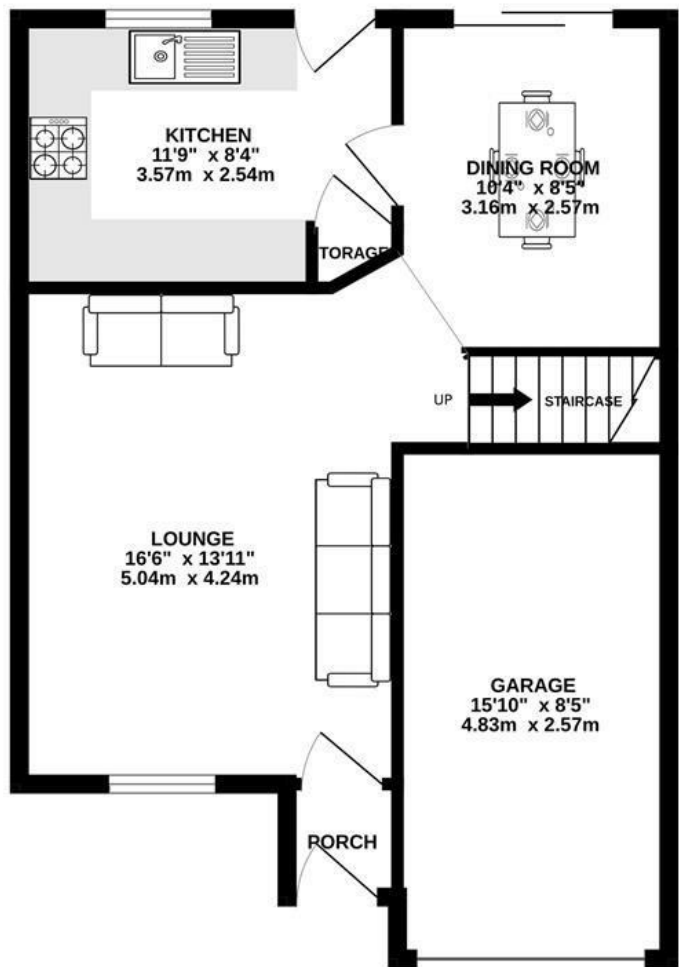 KITCHEN
11'9" x 8'4"
3.57m x 2.54m
DINING ROOM
10'4" x 8'5"
3.16m x 2.57m
TORAGE
UP
STAIRCASE
LOUNGE
16'6" x 13'11"
5.04m x 4.24m
GARAGE
15'10" x 8'5"
4.83m x 2.57m
PORCH